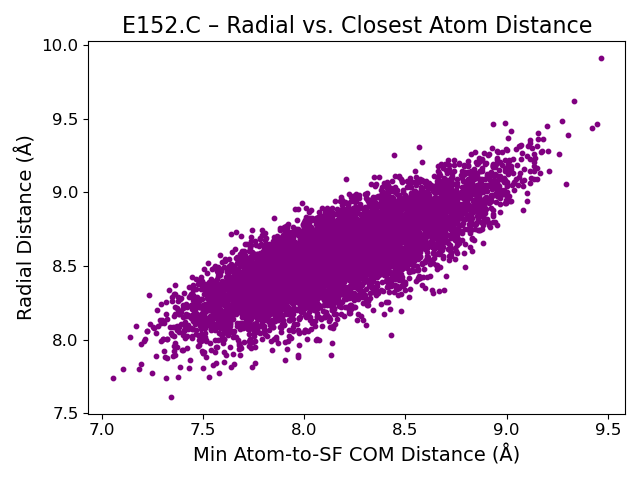 E152.C – Radial vs. Closest Atom Distance
10.0
9.5
9.0
8.5
8.0
7.5
Radial Distance (Å)
7.0 7.5 8.0 8.5 9.0 9.5
Min Atom-to-SF COM Distance (Å)